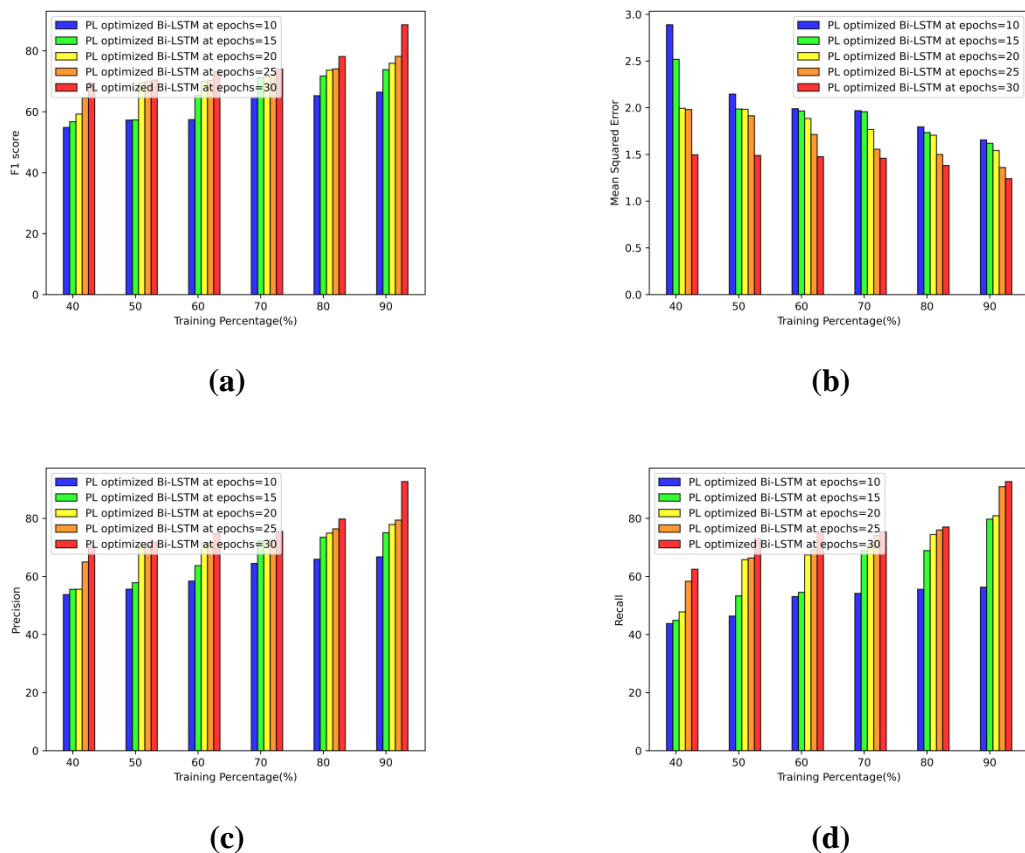 PL optimized Bi-LSTM at epochs=10
PL optimized Bi-LSTM at epochs=15
PL optimized Bi-LSTM at epochs=20
PL optimized Bi-LSTM at epochs=25
PL optimized Bi-LSTM at epochs=30
F1 score
80
60
40
20
0
40 50 60 70 80 90
Training Percentage(%)
(a)
PL optimized Bi-LSTM at epochs=10
PL optimized Bi-LSTM at epochs=15
PL optimized Bi-LSTM at epochs=20
PL optimized Bi-LSTM at epochs=25
PL optimized Bi-LSTM at epochs=30
Mean Squared Error
3.0
2.5
2.0
1.5
1.0
0.5
0.0
40 50 60 70 80 90
Training Percentage(%)
(b)
PL optimized Bi-LSTM at epochs=10
PL optimized Bi-LSTM at epochs=15
PL optimized Bi-LSTM at epochs=20
PL optimized Bi-LSTM at epochs=25
PL optimized Bi-LSTM at epochs=30
Precision
80
60
40
20
0
40 50 60 70 80 90
Training Percentage(%)
(c)
PL optimized Bi-LSTM at epochs=10
PL optimized Bi-LSTM at epochs=15
PL optimized Bi-LSTM at epochs=20
PL optimized Bi-LSTM at epochs=25
PL optimized Bi-LSTM at epochs=30
Recall
80
60
40
20
0
40 50 60 70 80 90
Training Percentage(%)
(d)